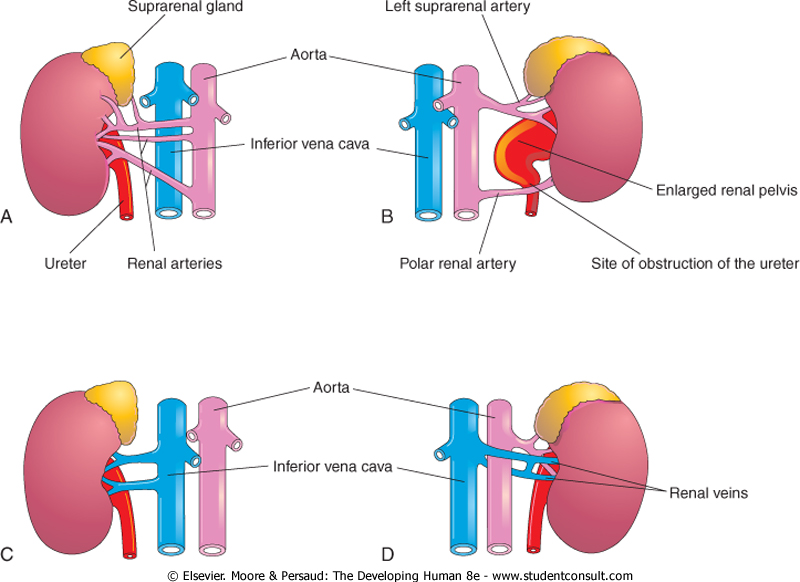 Suprarenal gland
Left suprarenal artery
Aorta
Inferior vena cava
Enlarged renal pelvis
A
B
Ureter
Renal arteries
Polar renal artery
Site of obstruction of the ureter
Aorta
Inferior vena cava
Renal veins
C
D
© Elsevier. Moore & Persaud: The Developing Human 8e - www.studentconsult.com